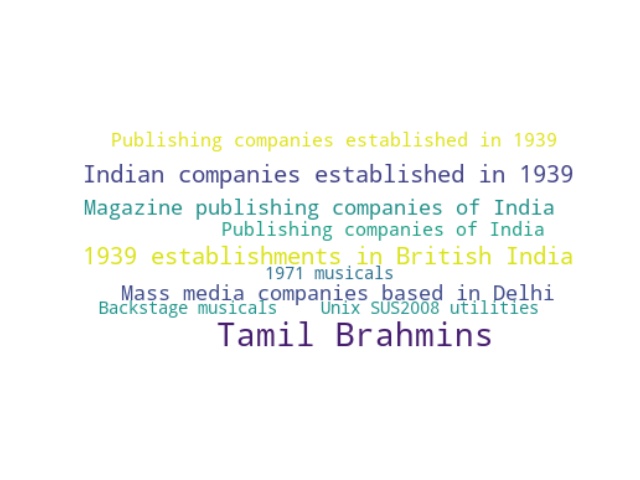 Publishing companies established in 1939
Indian companies established in 1939
Magazine publishing companies of India
Publishing companies of India
1939 establishments in British India
1971 musicals
Mass media companies based in Delhi
Backstage musicals
Unix SUS2008 utilities
Tamil Brahmins